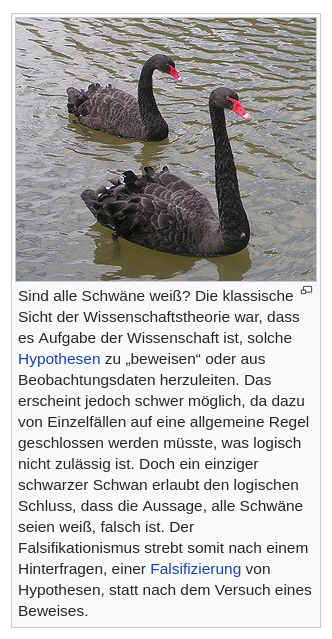 Sind alle Schwäne weiß? Die klassische
Sicht der Wissenschaftstheorie war, dass
es Aufgabe der Wissenschaft ist, solche
Hypothesen zu „beweisen“ oder aus
Beobachtungsdaten herzuleiten. Das
erscheint jedoch schwer möglich, da dazu
von Einzelfällen auf eine allgemeine Regel
geschlossen werden müsste, was logisch
nicht zulässig ist. Doch ein einziger
schwarzer Schwan erlaubt den logischen
Schluss, dass die Aussage, alle Schwäne
seien weiß, falsch ist. Der
Falsifikationismus strebt somit nach einem
Hinterfragen, einer Falsifizierung von
Hypothesen, statt nach dem Versuch eines
Beweises.